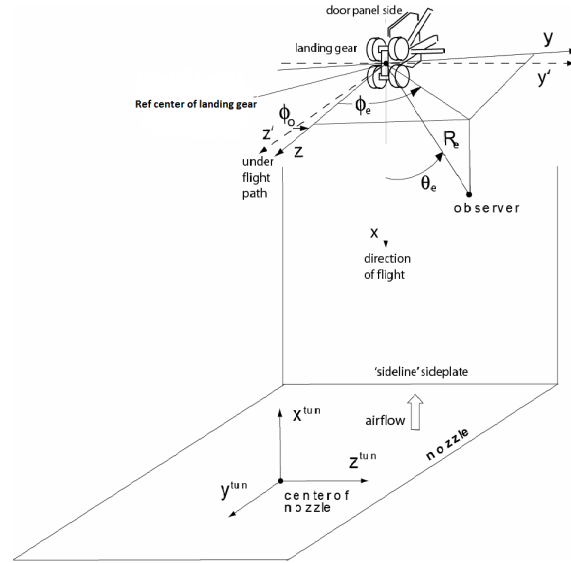 door panel side
landing gear
y
y'
Ref center of landing gear
ϕo
ϕe
z'
z
Re
under
flight
path
θe
observer
x
direction
of flight
'sideline' sideplate
xtun
airflow
nozzle
ztun
ytun
center of
nozzle